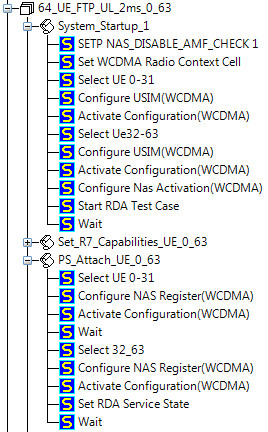 64_UE_FTP_UL_2ms_0_63
System_Startup_1
SETP NAS_DISABLE_AMF_CHECK 1
Set WCDMA Radio Context Cell
Select UE 0-31
Configure USIM(WCDMA)
Activate Configuration(WCDMA)
Select Ue32-63
Configure USIM(WCDMA)
Activate Configuration(WCDMA)
Configure Nas Activation(WCDMA)
Start RDA Test Case
Wait
Set_R7_Capabilities_UE_0_63
PS_Attach_UE_0_63
Select UE 0-31
Configure NAS Register(WCDMA)
Activate Configuration(WCDMA)
Wait
Select 32_63
Configure NAS Register(WCDMA)
Activate Configuration(WCDMA)
Set RDA Service State
Wait